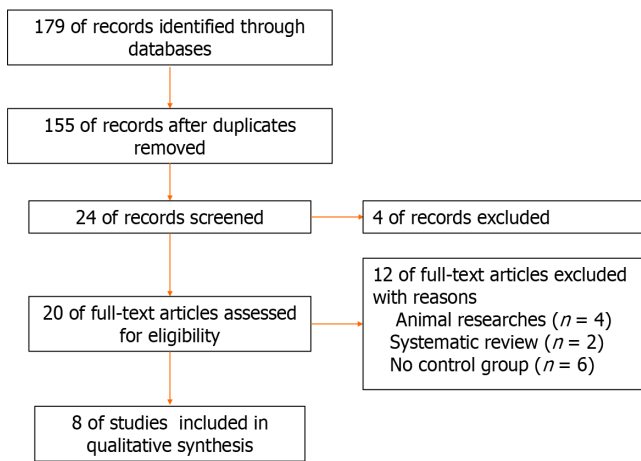 179 of records identified through
databases
155 of records after duplicates
removed
24 of records screened
4 of records excluded
20 of full-text articles assessed
for eligibility
12 of full-text articles excluded
with reasons
Animal researches (n = 4)
Systematic review (n = 2)
No control group (n = 6)
8 of studies included in
qualitative synthesis